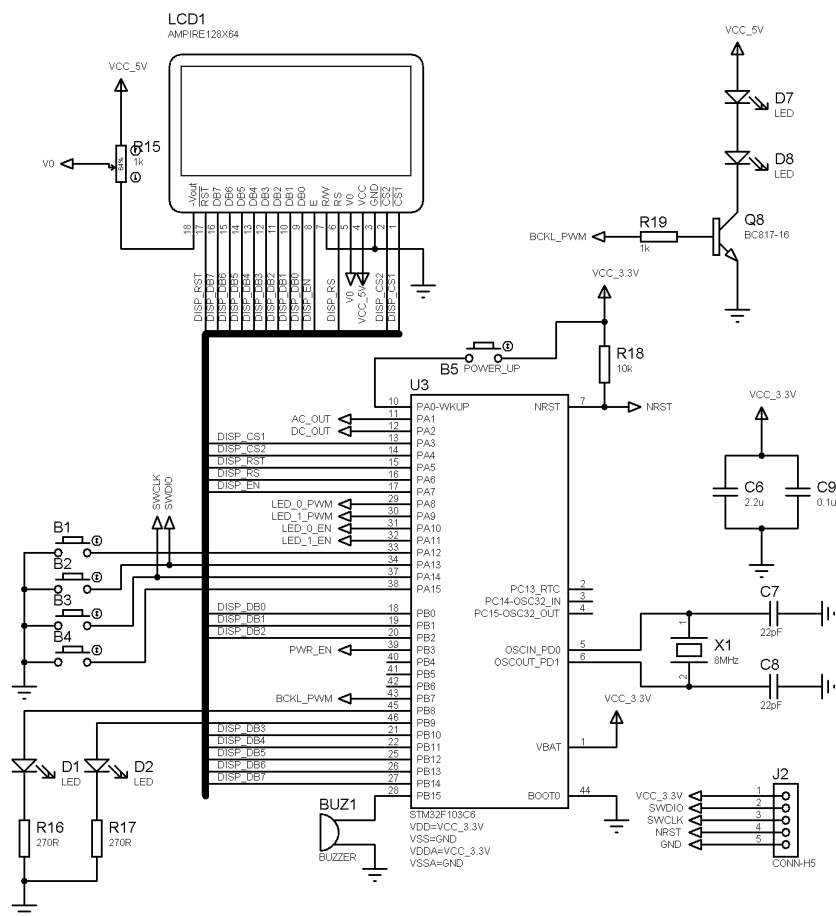 LCD1
AMPIRE128X64
VCC_5V
R15
1k
64%
V0
-Vout
RST
DB7
DB6
DB5
DB4
DB3
DB2
DB1
DB0
E
R/W
RS
V0
VCC
GND
CS2
CS1
18
17
16
15
14
13
12
11
10
9
8
7
6
5
4
3
2
1
DISP_RST
DISP_DB7
DISP_DB6
DISP_DB5
DISP_DB4
DISP_DB3
DISP_DB2
DISP_DB1
DISP_DB0
DISP_EN
DISP_RS
V0
VCC_5V
DISP_CS2
DISP_CS1
VCC_5V
D7
LED
D8
LED
Q8
BC817-16
R19
1k
BCKL_PWM
VCC_3.3V
R18
10k
B5
POWER_UP
U3
10 PA0-WKUP
NRST 7
NRST
AC_OUT 11 PA1
DC_OUT 12 PA2
DISP_CS1 13 PA3
DISP_CS2 14 PA4
DISP_RST 15 PA5
DISP_RS 16 PA6
DISP_EN 17 PA7
LED_0_PWM 29 PA8
LED_1_PWM 30 PA9
LED_0_EN 31 PA10
LED_1_EN 32 PA11
33 PA12
34 PA13
37 PA14
38 PA15
SWCLK
SWDIO
B1
B2
B3
B4
DISP_DB0 18 PB0
DISP_DB1 19 PB1
DISP_DB2 20 PB2
PWR_EN 39 PB3
40 PB4
41 PB5
42 PB6
BCKL_PWM 43 PB7
45 PB8
46 PB9
DISP_DB3 21 PB10
DISP_DB4 22 PB11
DISP_DB5 25 PB12
DISP_DB6 26 PB13
DISP_DB7 27 PB14
28 PB15
PC13_RTC 2
PC14-OSC32_IN 3
PC15-OSC32_OUT 4
OSCIN_PD0 5
OSCOUT_PD1 6
VBAT 1
BOOT0 44
VCC_3.3V
STM32F103C6
VDD=VCC_3.3V
VSS=GND
VDDA=VCC_3.3V
VSSA=GND
VCC_3.3V
C6
2.2u
C9
0.1u
C7
22pF
1
X1
8MHz
2
C8
22pF
D1
LED
D2
LED
R16
270R
R17
270R
BUZ1
BUZZER
J2
VCC_3.3V 1
SWDIO 2
SWCLK 3
NRST 4
GND 5
CONN-H5